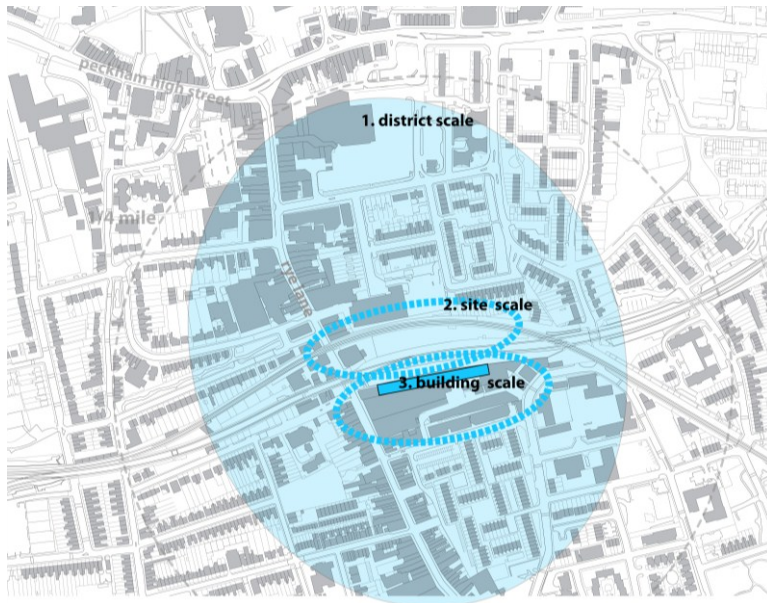 peckham high street
1. district scale
1/4 mile
rye lane
2. site scale
3. building scale